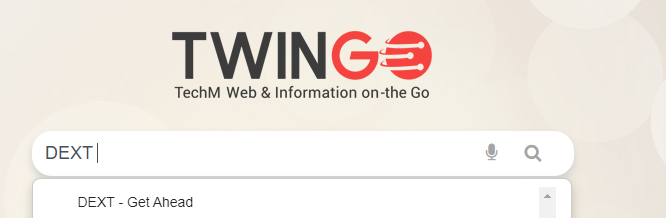 TWINGO
TechM Web & Information on-the Go
DEXT
DEXT - Get Ahead